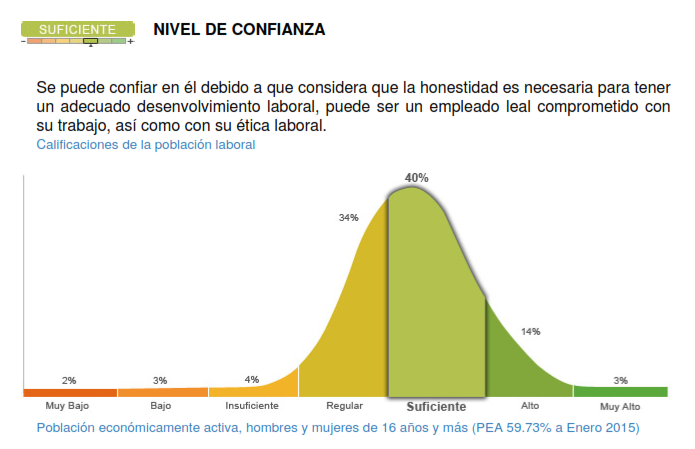 SUFICIENTE
- +
NIVEL DE CONFIANZA
Se puede confiar en él debido a que considera que la honestidad es necesaria para tener
un adecuado desenvolvimiento laboral, puede ser un empleado leal comprometido con
su trabajo, así como con su ética laboral.
Calificaciones de la población laboral
40%
34%
14%
2%
3%
4%
3%
Muy Bajo
Bajo
Insuficiente
Regular
Suficiente
Alto
Muy Alto
Población económicamente activa, hombres y mujeres de 16 años y más (PEA 59.73% a Enero 2015)